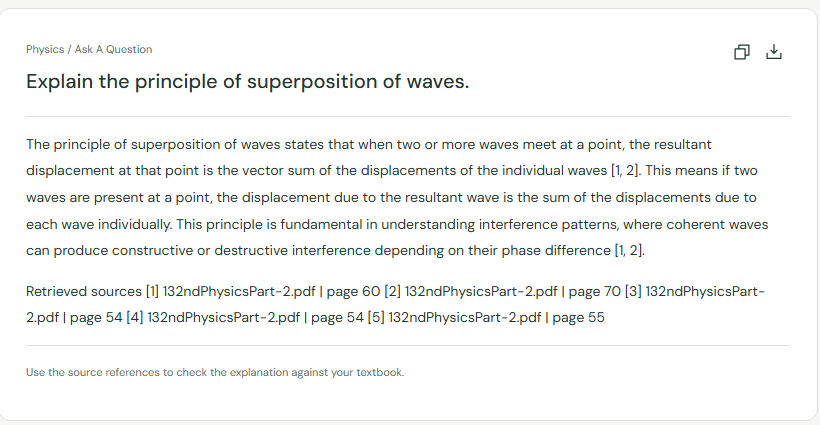 Physics / Ask A Question
Explain the principle of superposition of waves.
The principle of superposition of waves states that when two or more waves meet at a point, the resultant
displacement at that point is the vector sum of the displacements of the individual waves [1, 2]. This means if two
waves are present at a point, the displacement due to the resultant wave is the sum of the displacements due to
each wave individually. This principle is fundamental in understanding interference patterns, where coherent waves
can produce constructive or destructive interference depending on their phase difference [1, 2].
Retrieved sources [1] 132ndPhysicsPart-2.pdf | page 60 [2] 132ndPhysicsPart-2.pdf | page 70 [3] 132ndPhysicsPart-
2.pdf | page 54 [4] 132ndPhysicsPart-2.pdf | page 54 [5] 132ndPhysicsPart-2.pdf | page 55
Use the source references to check the explanation against your textbook.